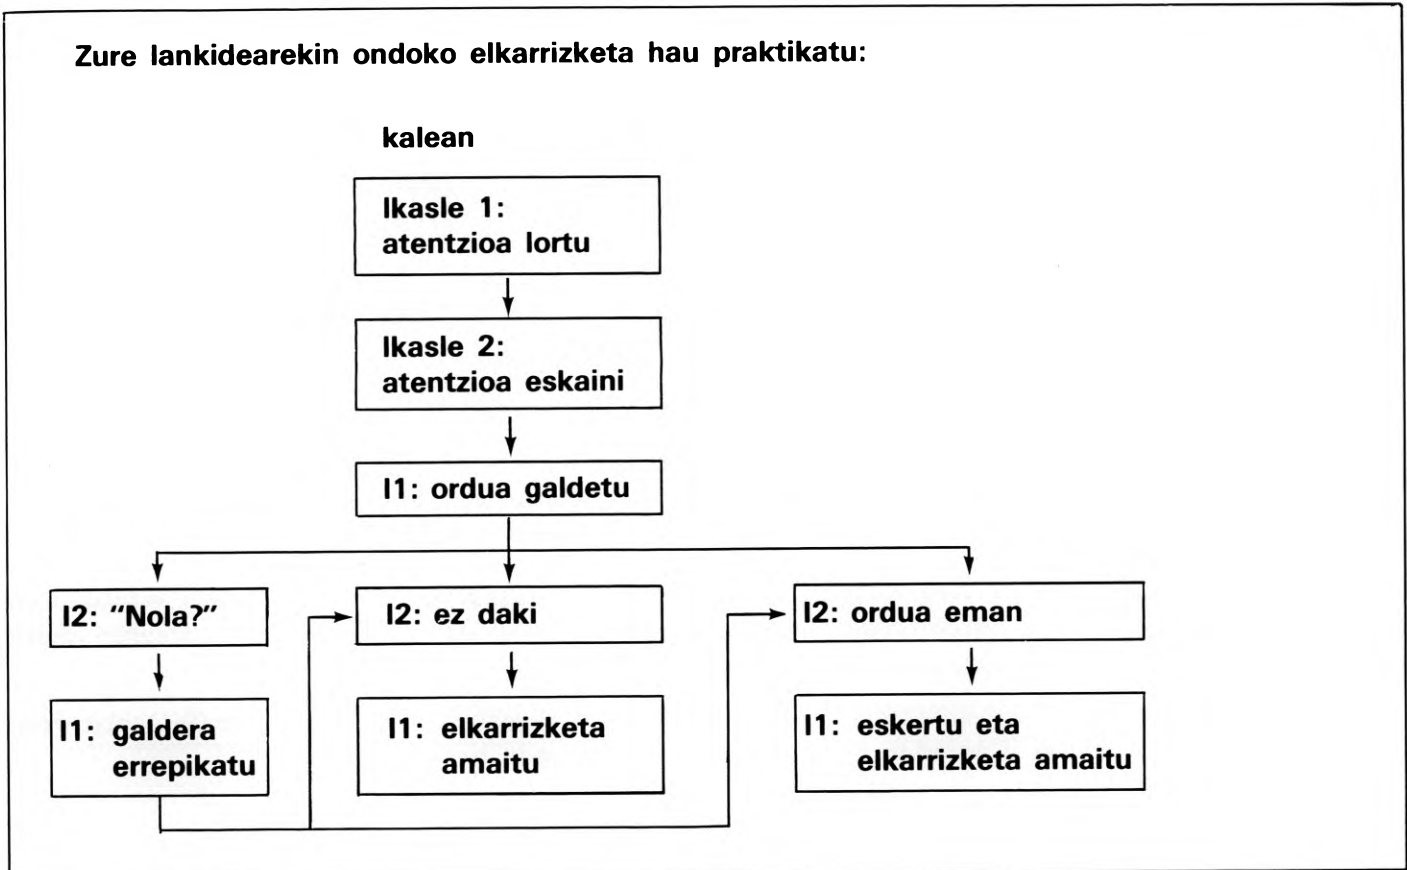 Zure lankidearekin ondoko elkarrizketa hau praktikatu:
kalean
Ikasle 1:
atentzioa lortu
Ikasle 2:
atentzioa eskaini
I1: ordua galdetu
I2: "Nola?"
I1: galdera
errepikatu
I2: ez daki
I1: elkarrizketa
amaitu
I2: ordua eman
I1: eskertu eta
elkarrizketa amaitu